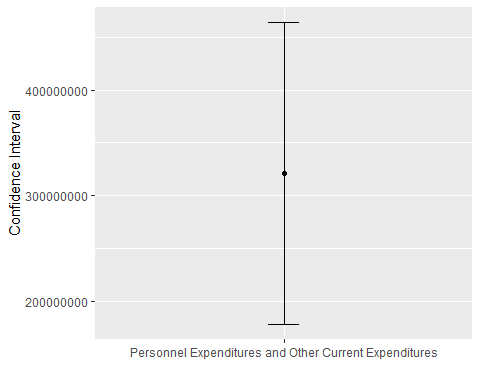 Confidence Interval
400000000
300000000
200000000
Personnel Expenditures and Other Current Expenditures